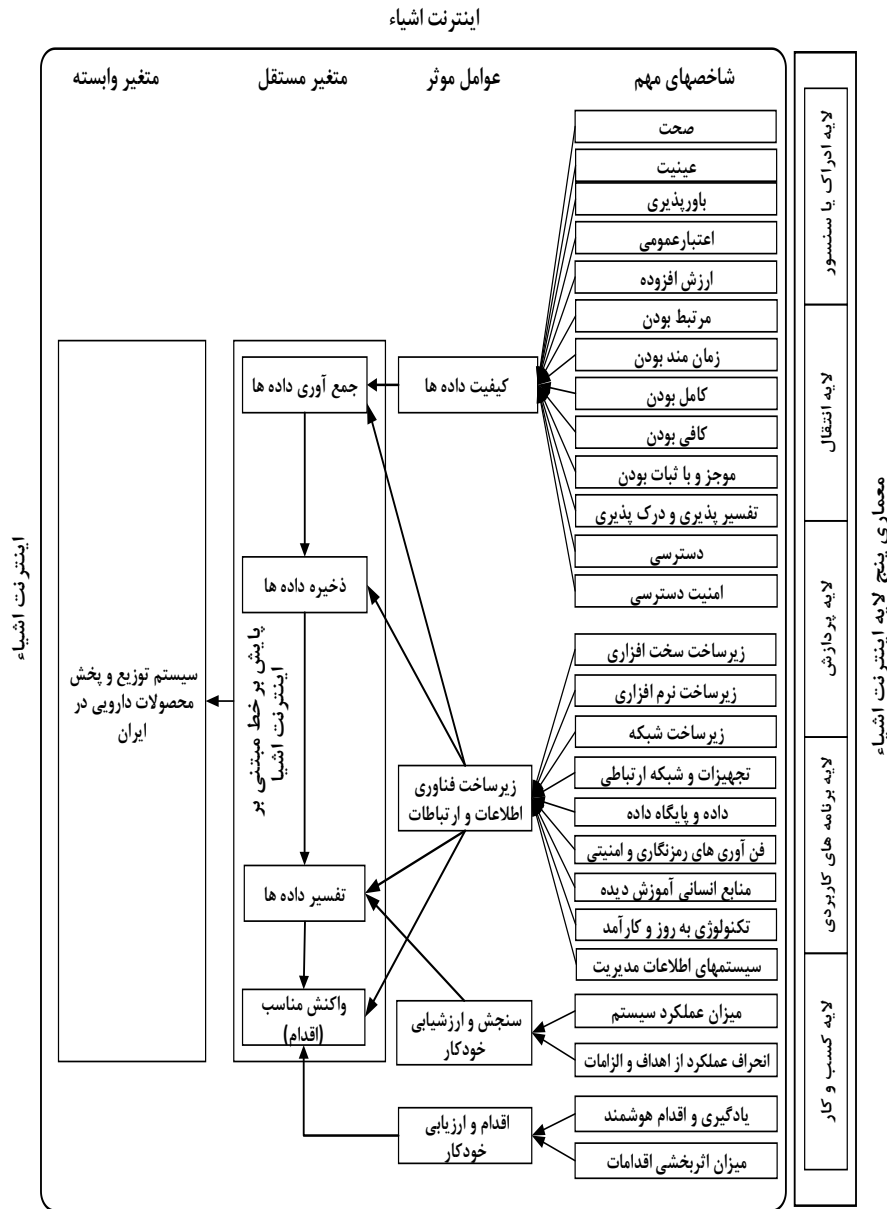 اینترنت اشیاء
شاخصهای مهم
عوامل موثر
متغیر مستقل
متغیر وابسته
معماری پنج لایه اینترنت اشیاء
لایه ادراک یا سنسور
لایه انتقال
لایه پردازش
لایه برنامه های کاربردی
لایه کسب و کار
صحت
عینیت
باورپذیری
اعتبارعمومی
ارزش افزوده
مرتبط بودن
زمان مند بودن
کامل بودن
کافی بودن
موجز و با ثبات بودن
تفسیر پذیری و درک پذیری
دسترسی
امنیت دسترسی
زیرساخت سخت افزاری
زیرساخت نرم افزاری
زیرساخت شبکه
تجهیزات و شبکه ارتباطی
داده و پایگاه داده
فن آوری های رمزنگاری و امنیتی
منابع انسانی آموزش دیده
تکنولوژی به روز و کارآمد
سیستمهای اطلاعات مدیریت
میزان عملکرد سیستم
انحراف عملکرد از اهداف و الزامات
یادگیری و اقدام هوشمند
میزان اثربخشی اقدامات
کیفیت داده ها
زیرساخت فناوری
اطلاعات و ارتباطات
سنجش و ارزشیابی
خودکار
اقدام و ارزیابی
خودکار
جمع آوری داده ها
ذخیره داده ها
تفسیر داده ها
واکنش مناسب
(اقدام)
پایش بر خط مبتنی بر
اینترنت اشیا
سیستم توزیع و پخش
محصولات دارویی در
ایران
اینترنت اشیاء